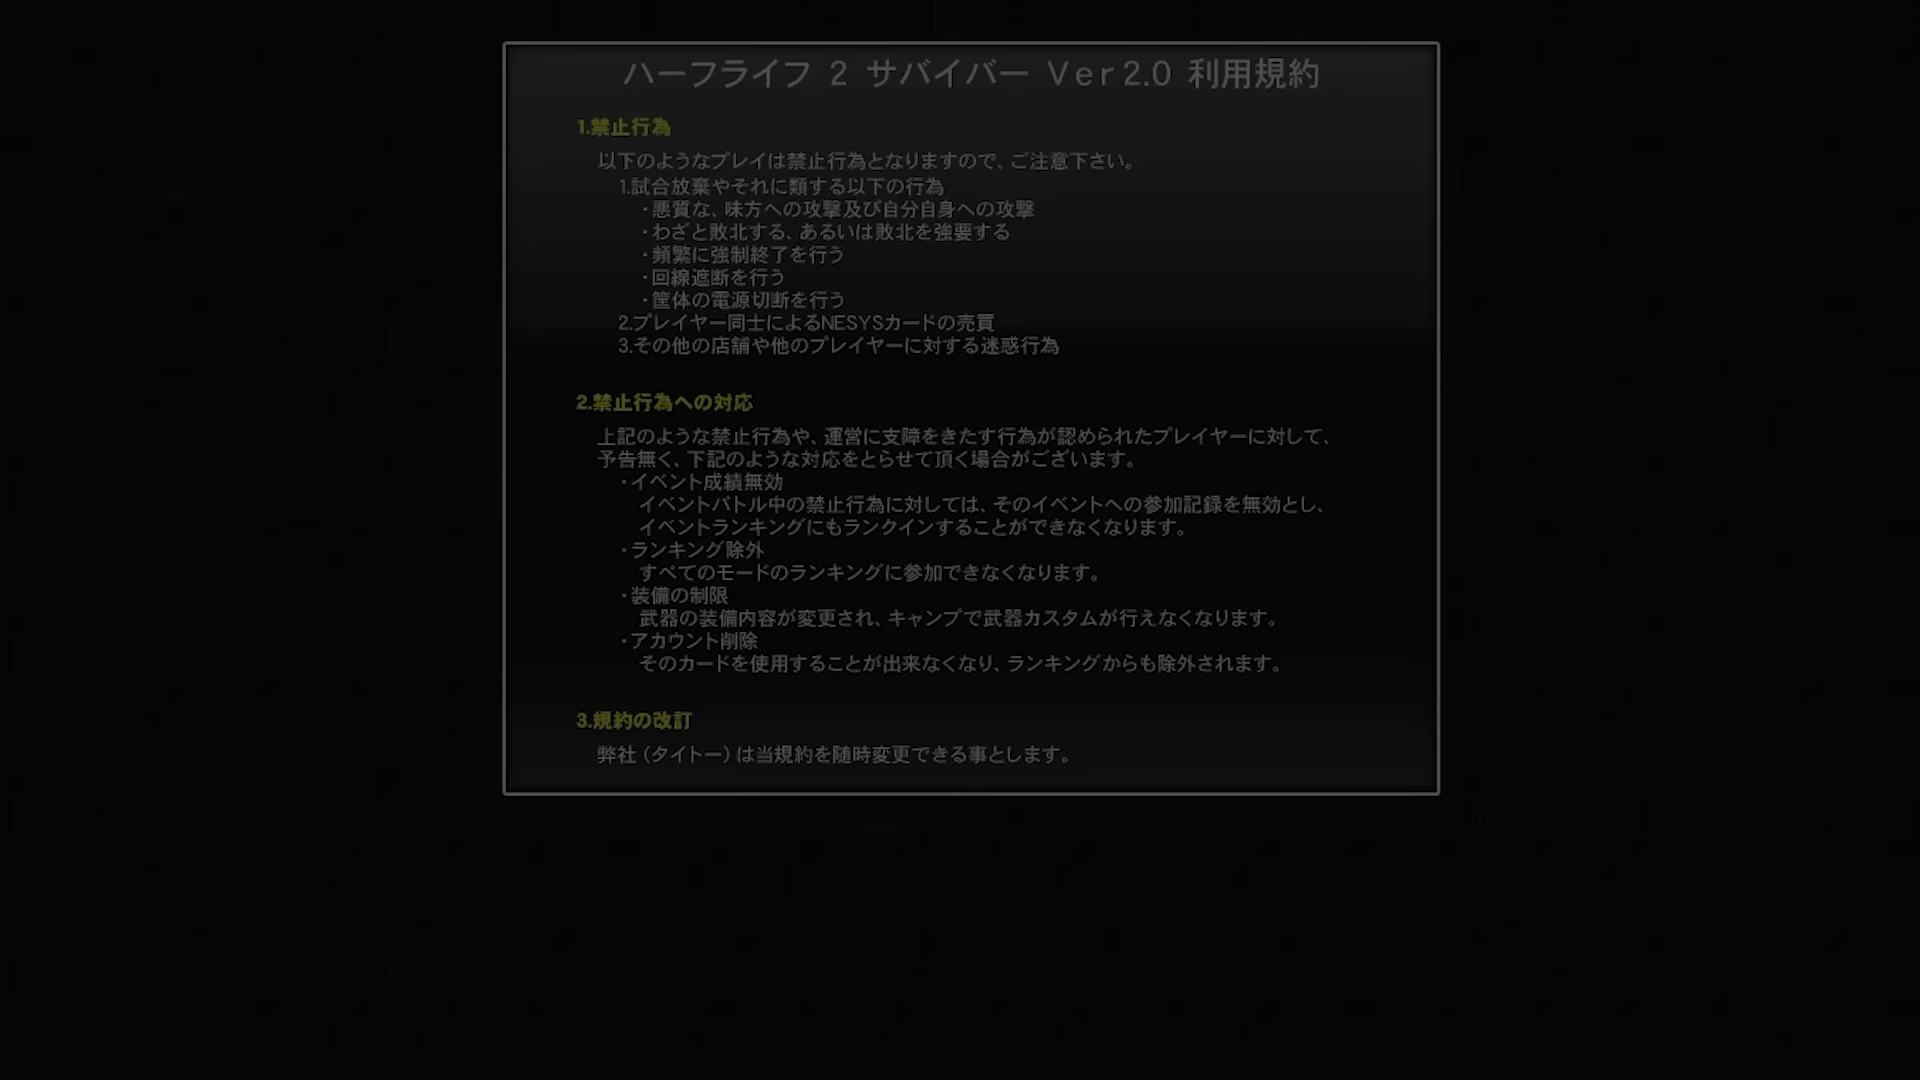 ハーフライフ 2 サバイバー Ver2.0 利用規約
1.禁止行為
以下のようなプレイは禁止行為となりますので、ご注意下さい。
1.試合放棄やそれに類する以下の行為
・悪質な、味方への攻撃及び自分自身への攻撃
・わざと敗北する、あるいは敗北を強要する
・頻繁に強制終了を行う
・回線遮断を行う
・筐体の電源切断を行う
2.プレイヤー同士によるNESYSカードの売買
3.その他の店舗や他のプレイヤーに対する迷惑行為
2.禁止行為への対応
上記のような禁止行為や、運営に支障をきたす行為が認められたプレイヤーに対して、
予告無く、下記のような対応をとらせて頂く場合がございます。
・イベント成績無効
イベントバトル中の禁止行為に対しては、そのイベントへの参加記録を無効とし、
イベントランキングにもランクインすることができなくなります。
・ランキング除外
すべてのモードのランキングに参加できなくなります。
・装備の制限
武器の装備内容が変更され、キャンプで武器カスタムが行えなくなります。
・アカウント削除
そのカードを使用することが出来なくなり、ランキングからも除外されます。
3.規約の改訂
弊社（タイトー）は当規約を随時変更できる事とします。